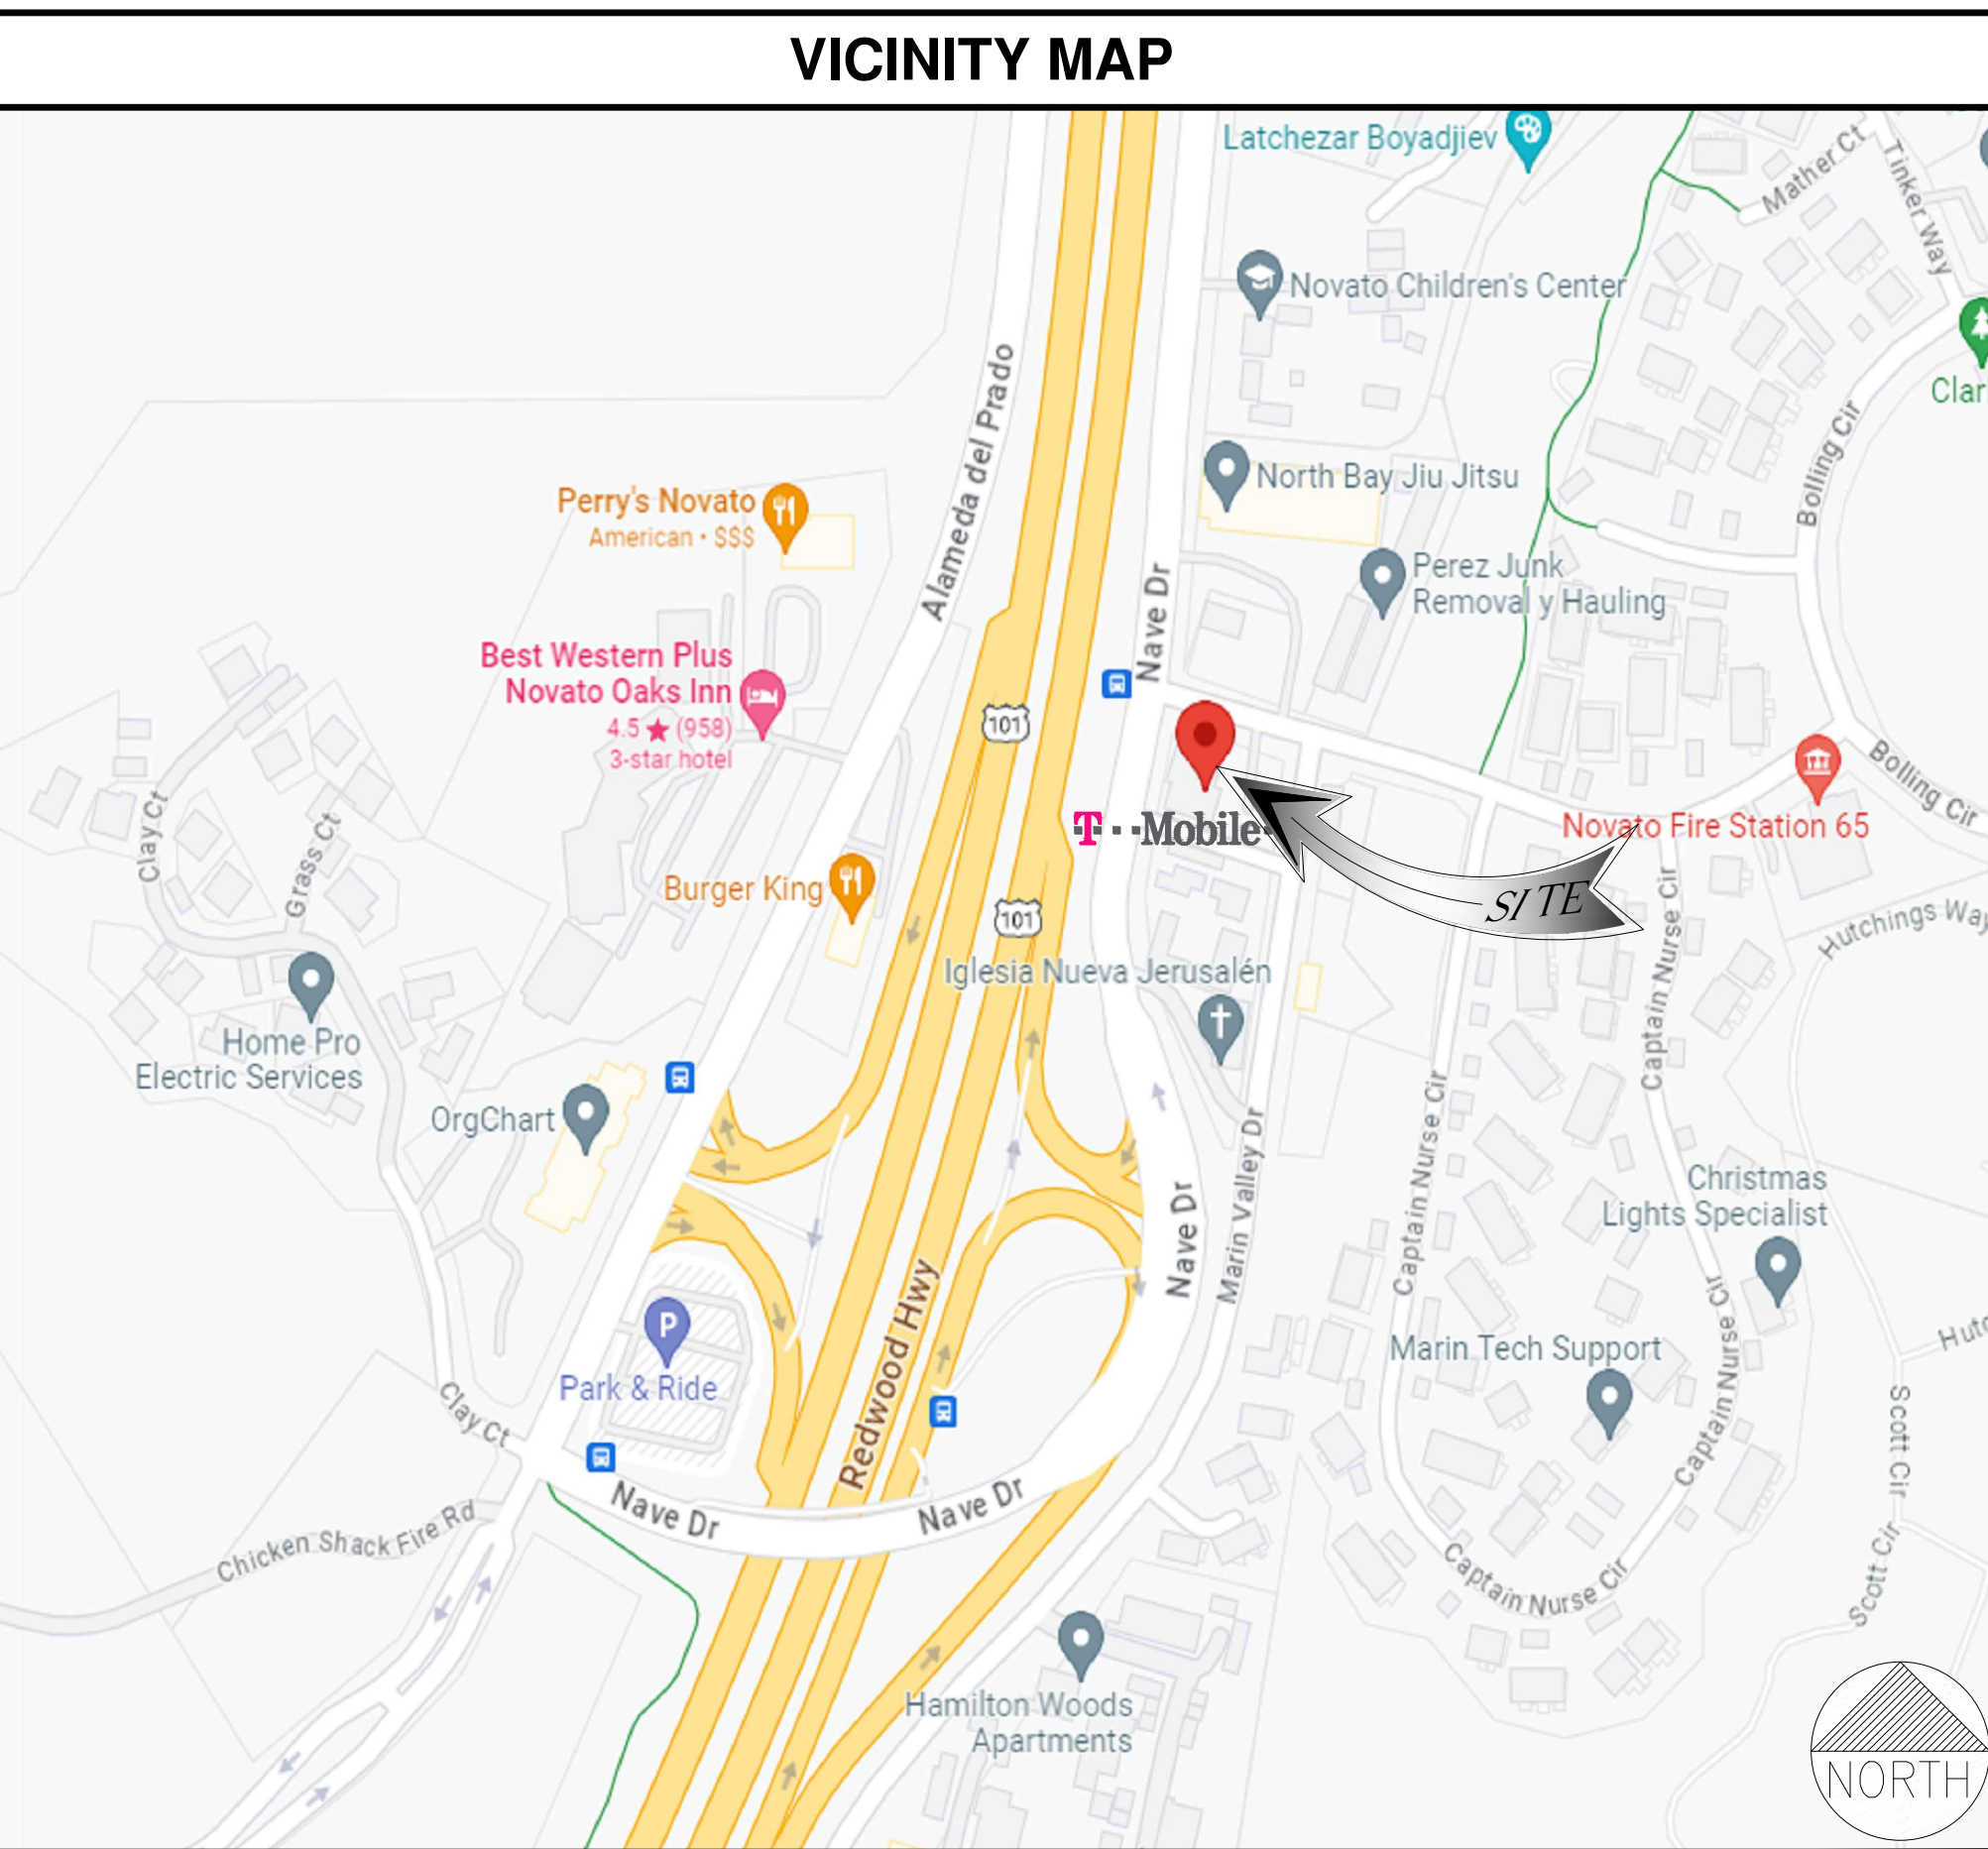 VICINITY MAP
Latchezar Boyadjiev
Mather Ct
Tinker Way
Novato Children's Center
Clar
Alameda del Prado
Bolling Cir
North Bay Jiu Jitsu
Perry's Novato
American • $$$
Perez Junk
Removal y Hauling
Nave Dr
Best Western Plus
Novato Oaks Inn
4.5 ★ (958)
3-star hotel
101
Bolling Cir
Novato Fire Station 65
T··Mobile·
Clay Ct
Grass Ct
Burger King
101
SITE
Captain Nurse Cir
Hutchings Way
Iglesia Nueva Jerusalén
Home Pro
Electric Services
OrgChart
Captain Nurse Cir
Marin Valley Dr
Nave Dr
Christmas
Lights Specialist
P
Park & Ride
Redwood Hwy
Marin Tech Support
Captain Nurse Cir
Hutc
Scott Cir
Clay Ct
Nave Dr
Nave Dr
Chicken Shack Fire Rd
Captain Nurse Cir
Captain Nurse Cir
Scott Cir
Hamilton Woods
Apartments
NORTH